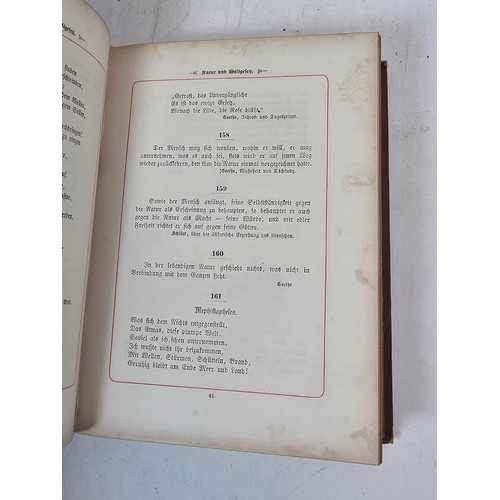 Natur und Weltgesetz.
„Getrost, das Unvergängliche
Es ist das ewige Gesetz,
Wonach die Lilie, die Rose blüht.“
Goethe, Jahres- und Tageszeiten.
158
Der Mensch mag sich wenden, wohin er will, er mag
unternehmen, was es auch sei, stets wird er auf jenen Weg
wieder zurückkehren, den ihm die Natur einmal vorgezeichnet hatte.
Goethe, Wahrheit und Dichtung.
159
Sowie der Mensch anfängt, seine Selbstständigkeit gegen
die Natur als Erscheinung zu behaupten, so behauptet er auch
gegen die Natur als Macht — seine Würde, und mit edler
Freiheit richtet er sich auf gegen seine Götter.
Schiller, über die ästhetische Erziehung des Menschen.
160
In der lebendigen Natur geschieht nichts, was nicht in
Verbindung mit dem Ganzen steht.
Goethe
161
Mephistopheles.
Was sich dem Nichts entgegenstellt,
Das Etwas, diese plumpe Welt,
Soviel als ich schon unternommen,
Ich wußte nicht ihr beizukommen,
Mit Wellen, Stürmen, Schütteln, Brand,
Geruhig bleibt am Ende Meer und Land!
41